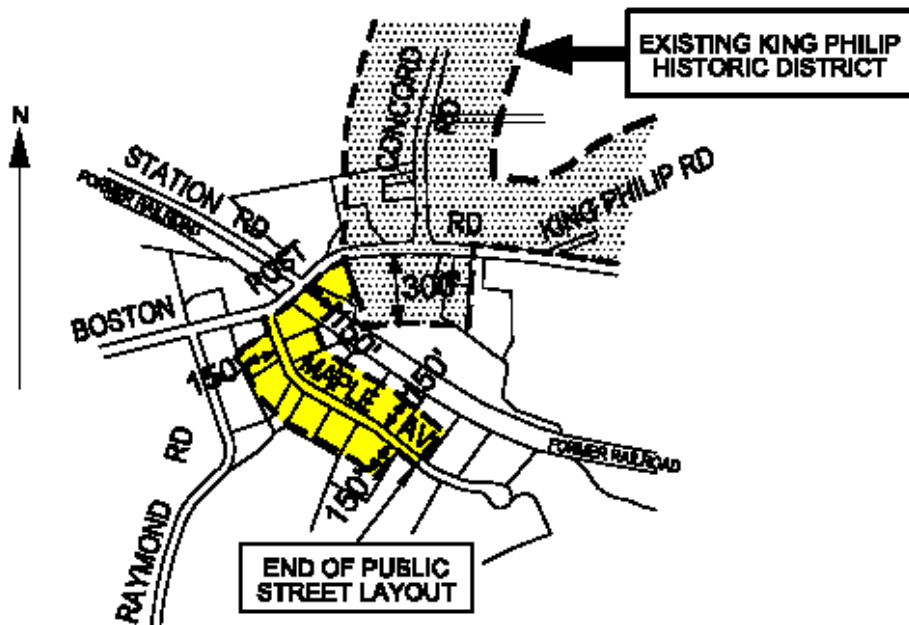 EXISTING KING PHILIP
HISTORIC DISTRICT
N
CONCORD
RD
STATION RD
FORMER RAILROAD
KING PHILIP RD
BOSTON
POST
RD
300'
150'
MAPLE AV
150'
150'
FORMER RAILROAD
RAYMOND
RD
END OF PUBLIC
STREET LAYOUT